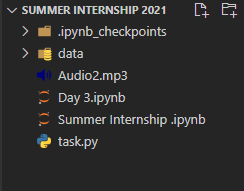 SUMMER INTERNSHIP 2021
.ipynb_checkpoints
data
Audio2.mp3
Day 3.ipynb
Summer Internship .ipynb
task.py